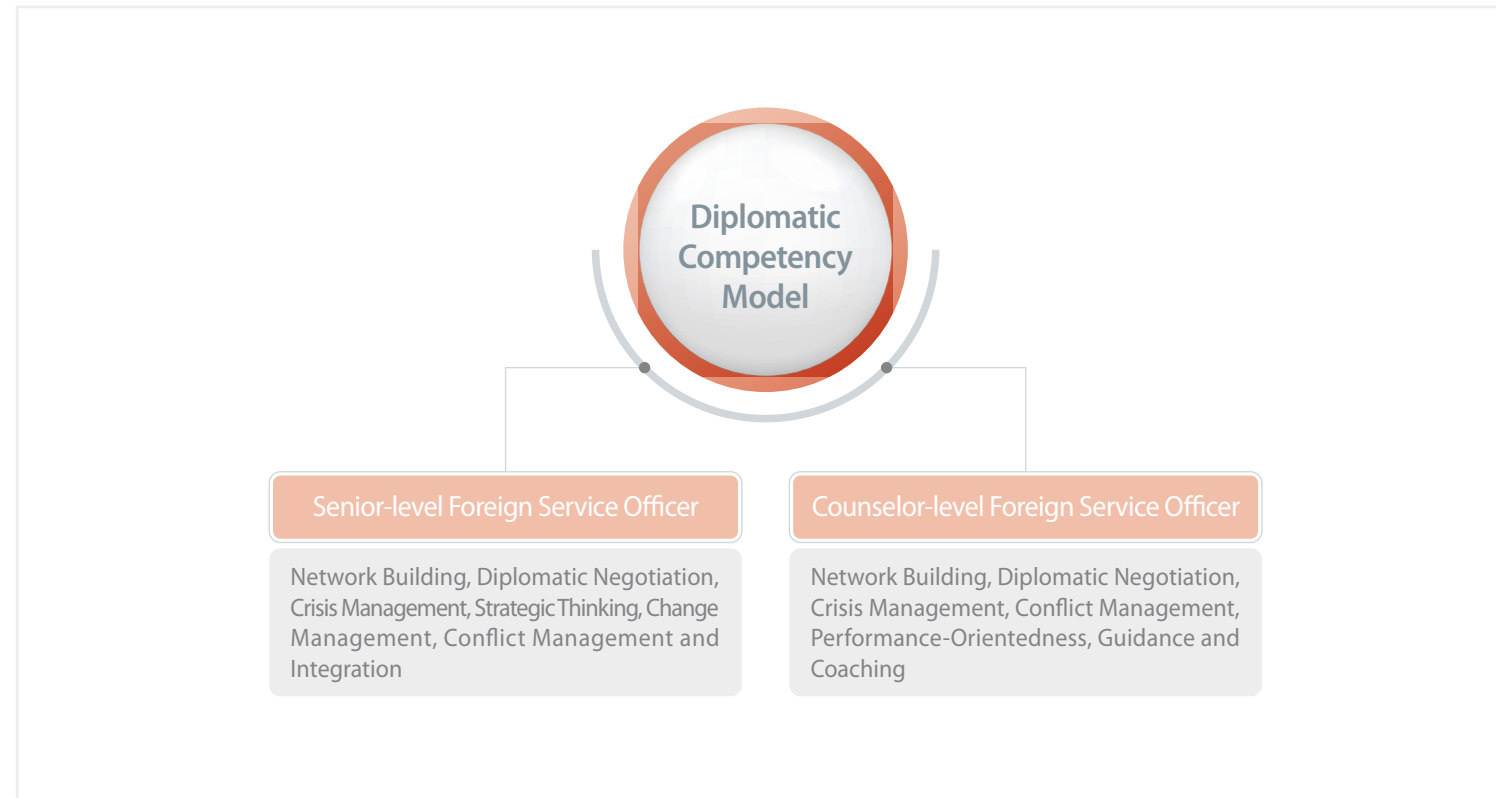 Diplomatic
Competency
Model
Senior-level Foreign Service Officer
Network Building, Diplomatic Negotiation,
Crisis Management, Strategic Thinking, Change
Management, Conflict Management and
Integration
Counselor-level Foreign Service Officer
Network Building, Diplomatic Negotiation,
Crisis Management, Conflict Management,
Performance-Orientedness, Guidance and
Coaching